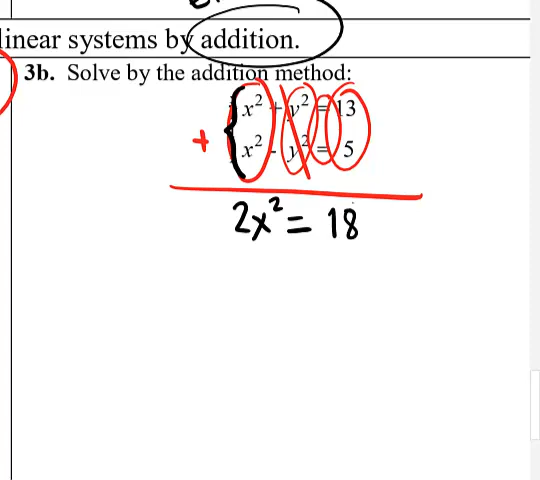 linear systems by addition.
3b. Solve by the addition method:
x² + y² = 13
+ x² - y² = 5
2x² = 18